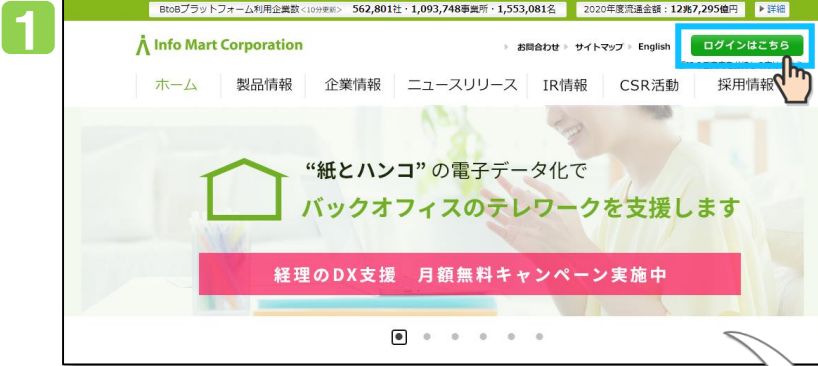 1
BtoBプラットフォーム利用企業数<10分更新> 562,801社・1,093,748事業所・1,553,081名 2020年度流通金額:12兆7,295億円 ▶詳細
Info Mart Corporation お問合わせ サイトマップ English ログインはこちら
ホーム 製品情報 企業情報 ニュースリリース IR情報 CSR活動 採用情報
“紙とハンコ”の電子データ化で
バックオフィスのテレワークを支援します
経理のDX支援 月額無料キャンペーン実施中